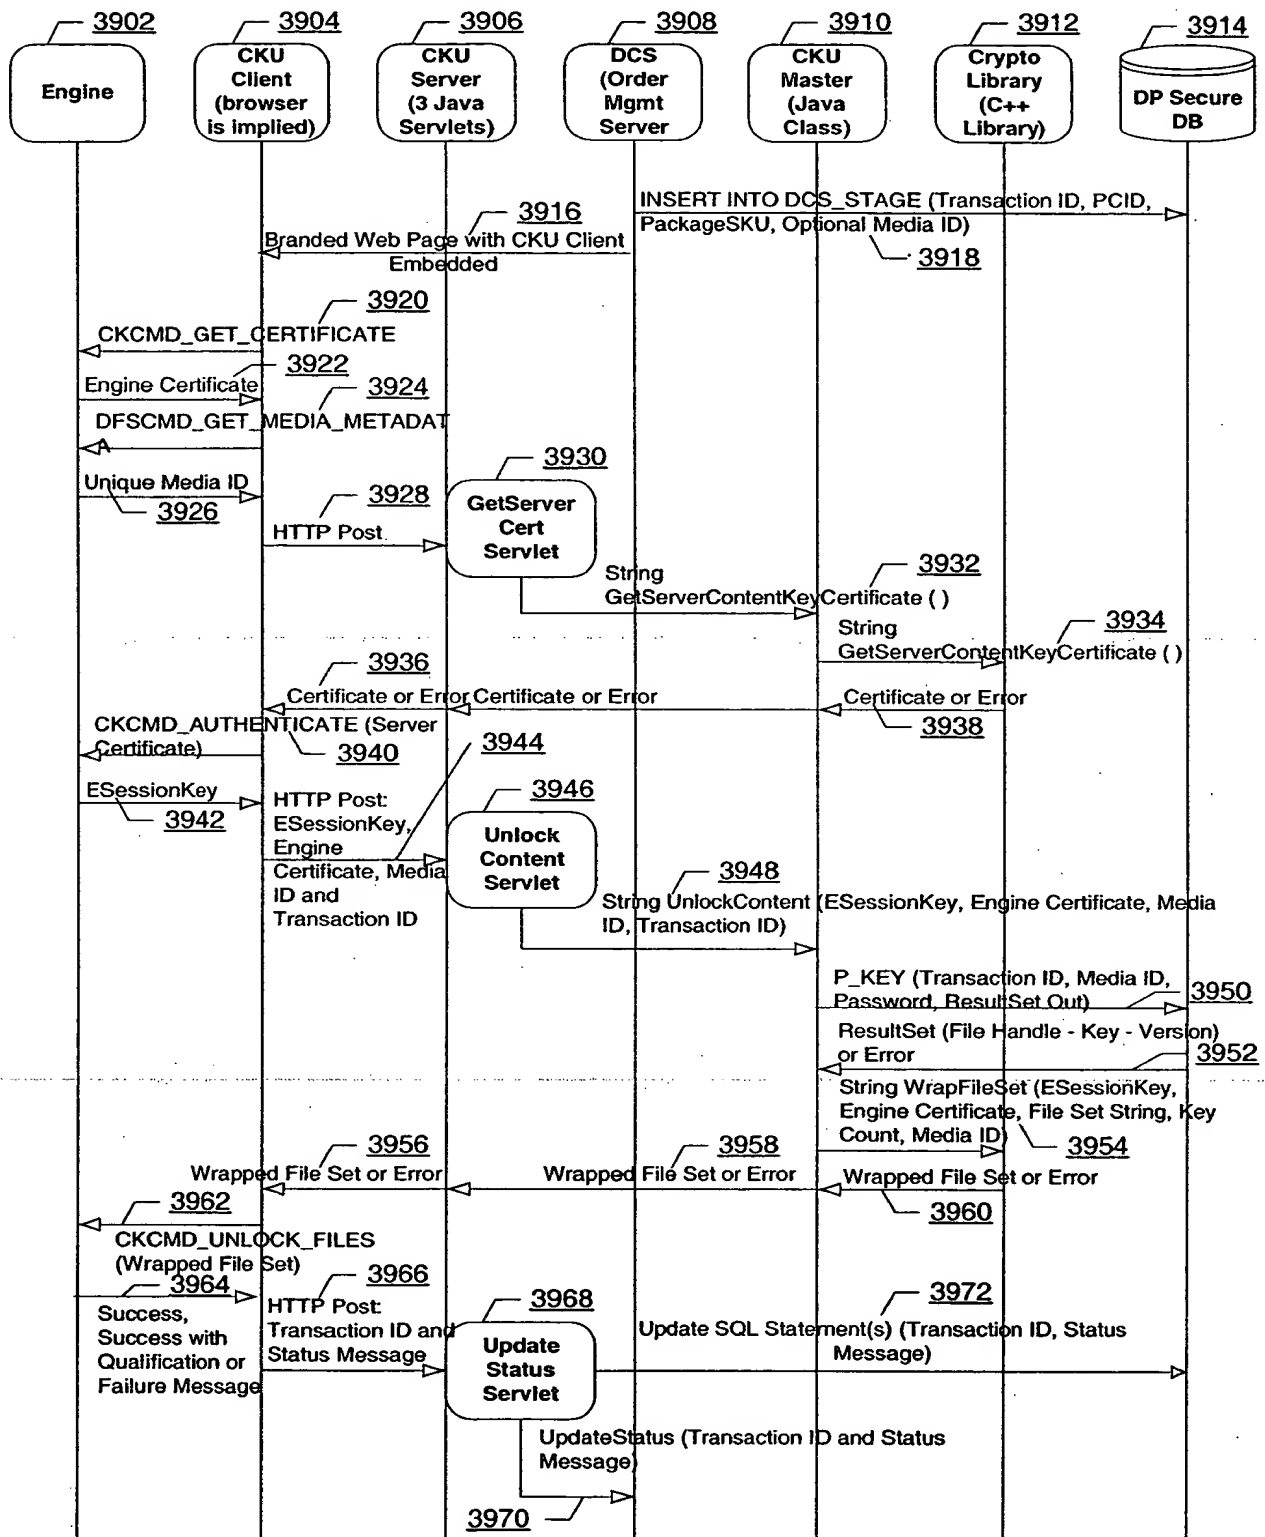 3902
3904
3906
3908
3910
3912
3914
Engine
CKU
Client
(browser
is implied)
CKU
Server
(3 Java
Servlets)
DCS
(Order
Mgmt
Server
CKU
Master
(Java
Class)
Crypto
Library
(C++
Library)
DP Secure
DB
INSERT INTO DCS_STAGE (Transaction ID, PCID,
PackageSKU, Optional Media ID)
3916
3918
Branded Web Page with CKU Client
Embedded
3920
CKCMD_GET_CERTIFICATE
3922
Engine Certificate
3924
DFSCMD_GET_MEDIA_METADAT
A
Unique Media ID
3926
3928
HTTP Post
3930
GetServer
Cert
Servlet
3932
String
GetServerContentKeyCertificate ( )
3934
String
GetServerContentKeyCertificate ( )
3936
Certificate or Error Certificate or Error
Certificate or Error
3938
CKCMD_AUTHENTICATE (Server
Certificate)
3940
3944
ESessionKey
3942
HTTP Post:
ESessionKey,
Engine
Certificate, Media
ID and
Transaction ID
3946
Unlock
Content
Servlet
3948
String UnlockContent (ESessionKey, Engine Certificate, Media
ID, Transaction ID)
P_KEY (Transaction ID, Media ID,
Password, ResultSet Out)
3950
ResultSet (File Handle - Key - Version)
or Error
3952
String WrapFileSet (ESessionKey,
Engine Certificate, File Set String, Key
Count, Media ID)
3954
3956
Wrapped File Set or Error
3958
Wrapped File Set or Error
Wrapped File Set or Error
3960
3962
CKCMD_UNLOCK_FILES
(Wrapped File Set)
3964
Success,
Success with
Qualification or
Failure Message
3966
HTTP Post:
Transaction ID and
Status Message
3968
Update
Status
Servlet
3972
Update SQL Statement(s) (Transaction ID, Status
Message)
UpdateStatus (Transaction ID and Status
Message)
3970